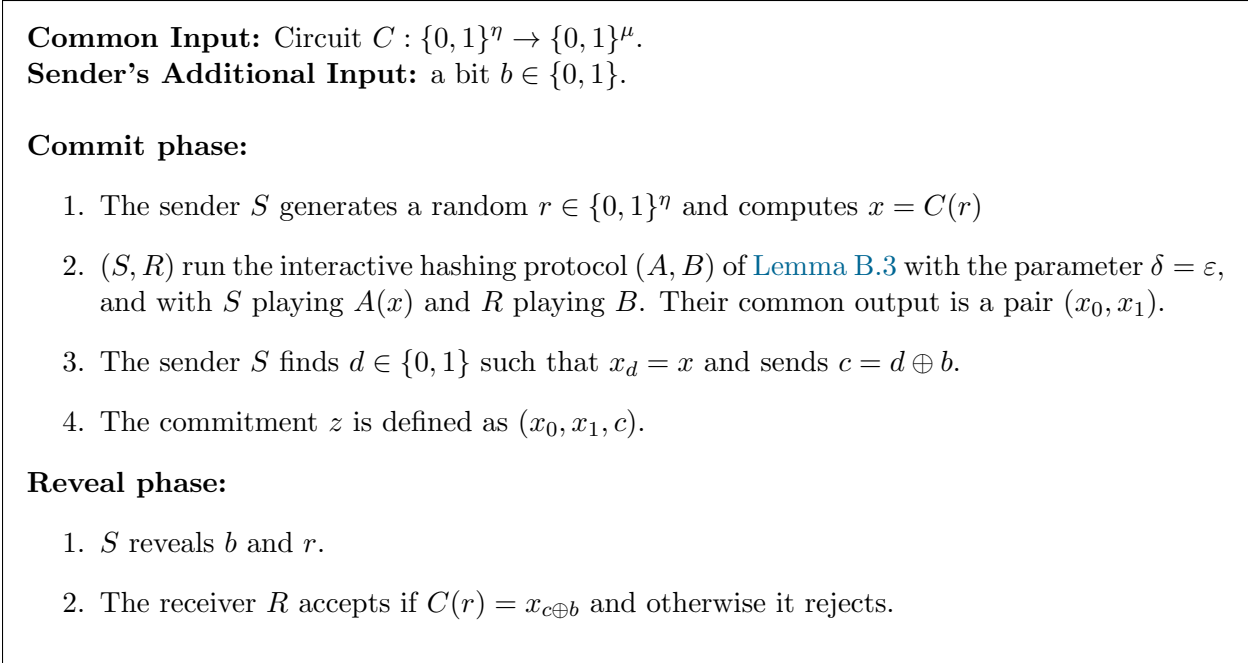 Common Input: Circuit C : {0, 1}^η → {0, 1}^μ.
Sender's Additional Input: a bit b ∈ {0, 1}.
Commit phase:
1. The sender S generates a random r ∈ {0, 1}^η and computes x = C(r)
2. (S, R) run the interactive hashing protocol (A, B) of Lemma B.3 with the parameter δ = ε,
and with S playing A(x) and R playing B. Their common output is a pair (x₀, x₁).
3. The sender S finds d ∈ {0, 1} such that x_d = x and sends c = d ⊕ b.
4. The commitment z is defined as (x₀, x₁, c).
Reveal phase:
1. S reveals b and r.
2. The receiver R accepts if C(r) = x_{c⊕b} and otherwise it rejects.